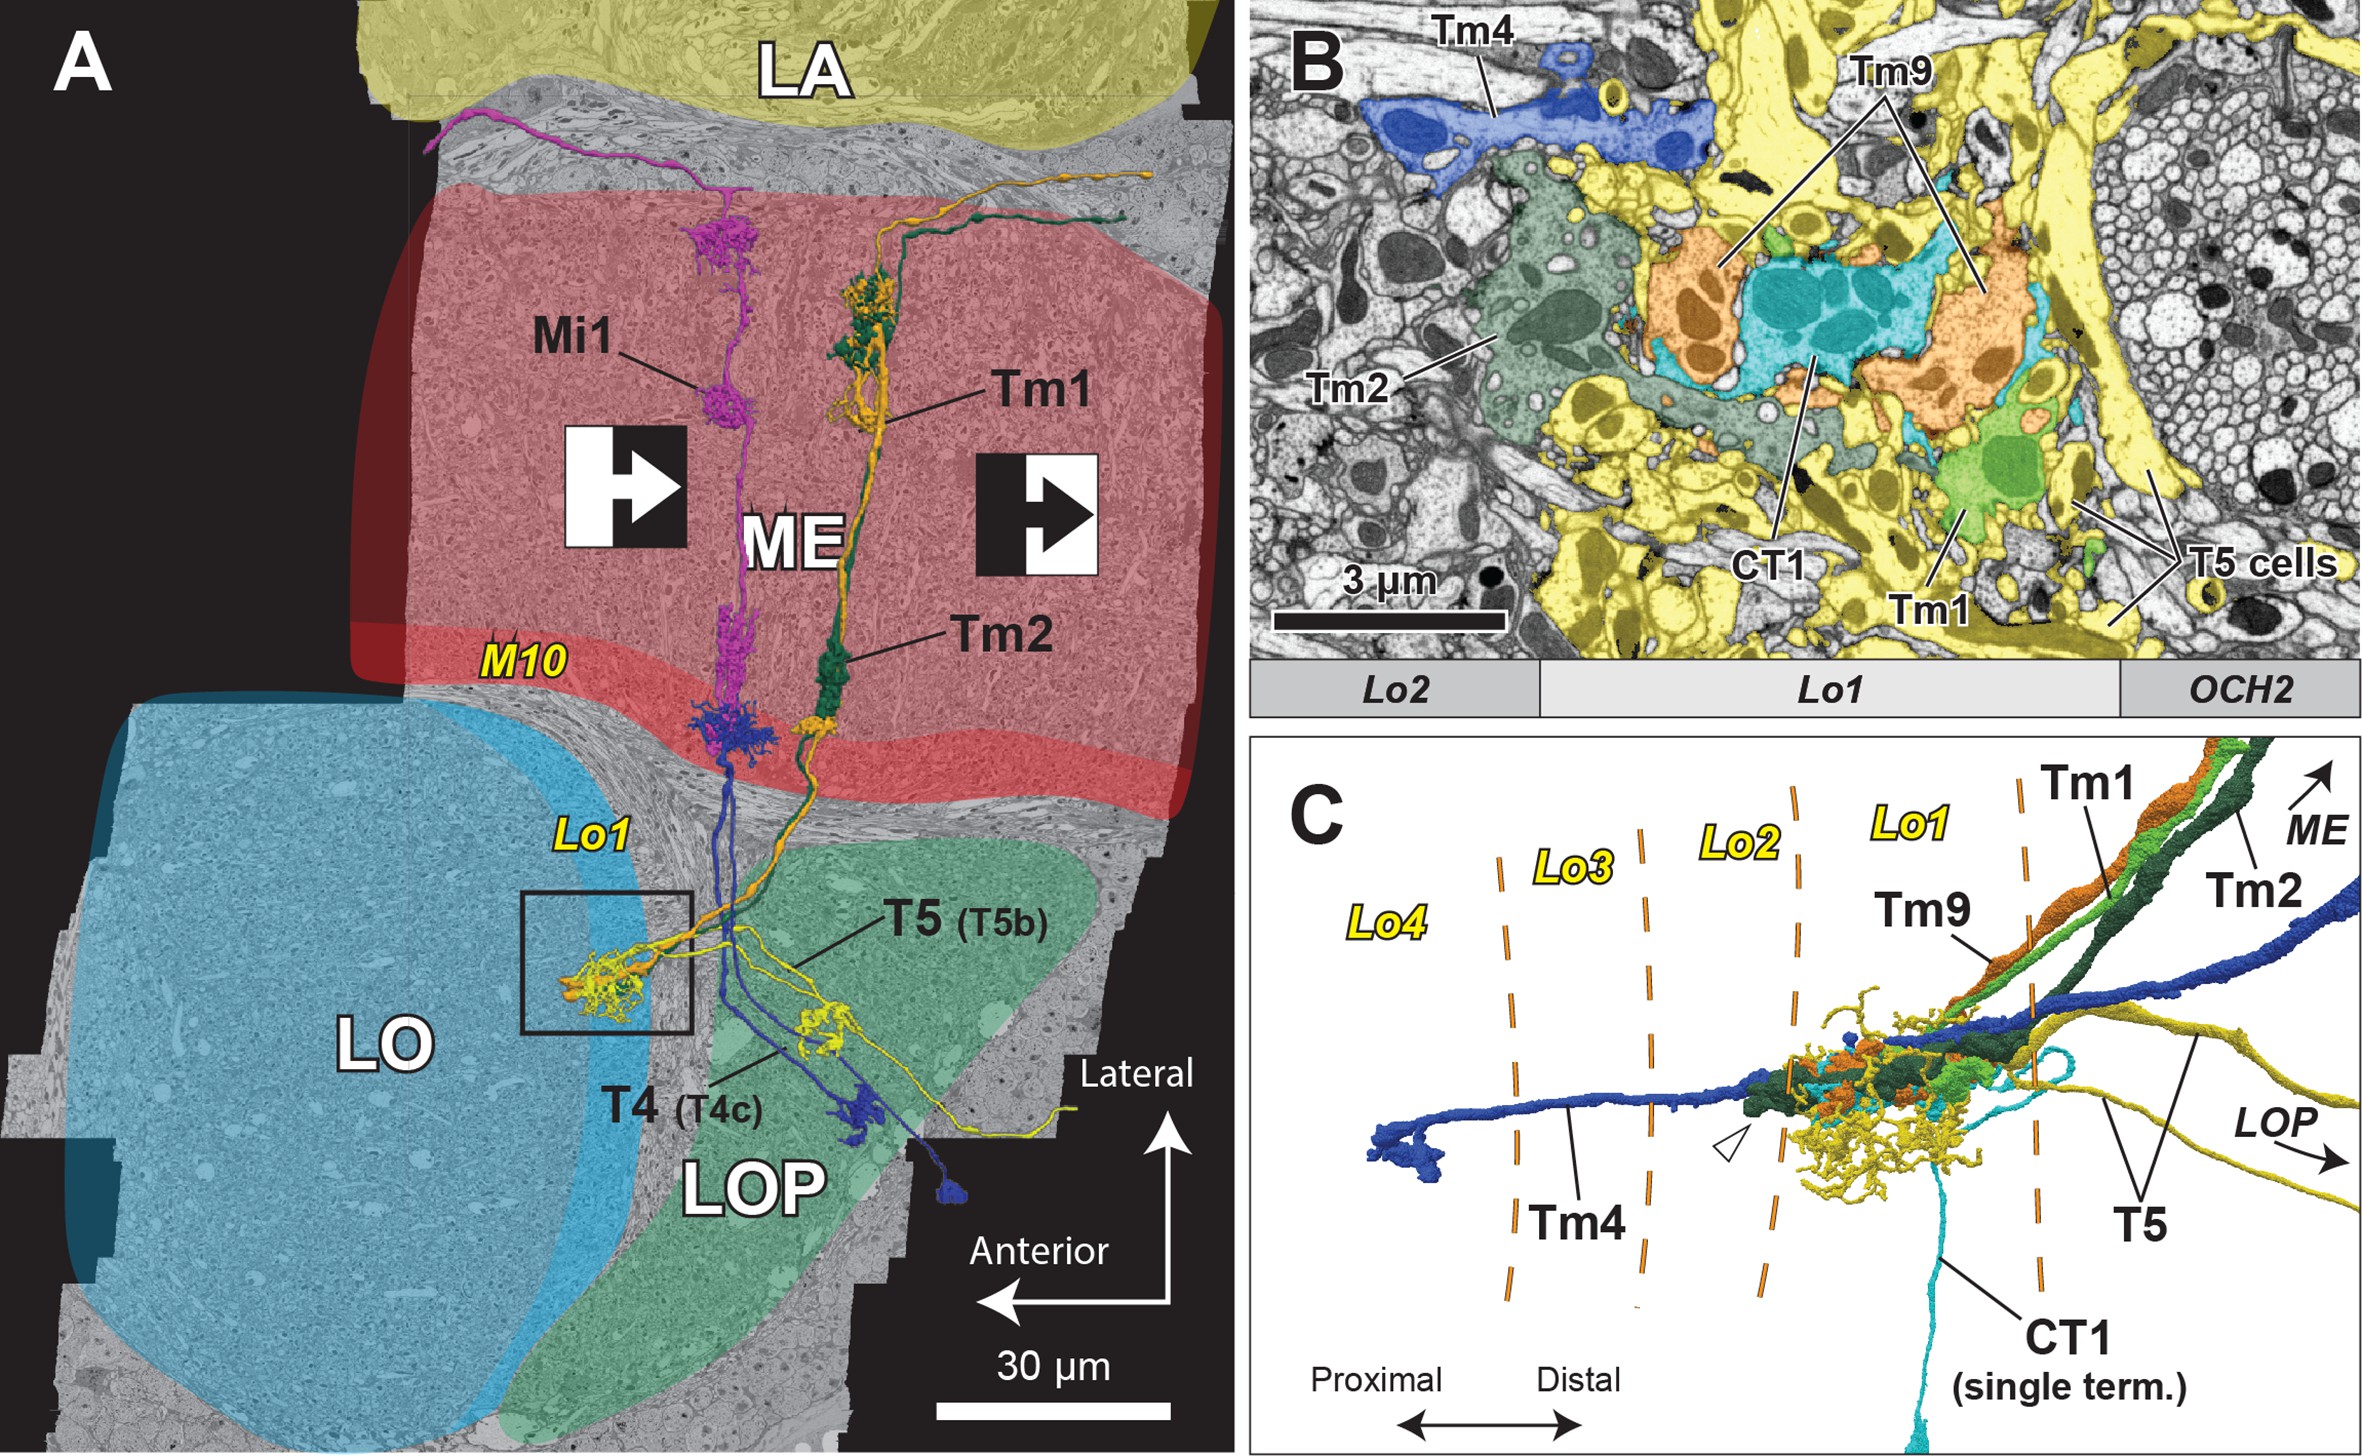 A
LA
Mi1
Tm1
ME
Tm2
M10
Lo1
T5 (T5b)
LO
T4 (T4c)
Lateral
LOP
Anterior
30 µm
B
Tm4
Tm9
Tm2
CT1
T5 cells
3 µm
Tm1
Lo2
Lo1
OCH2
C
Tm1
Lo1
ME
Lo2
Lo3
Tm2
Tm9
Lo4
LOP
Tm4
T5
CT1
(single term.)
Proximal
Distal